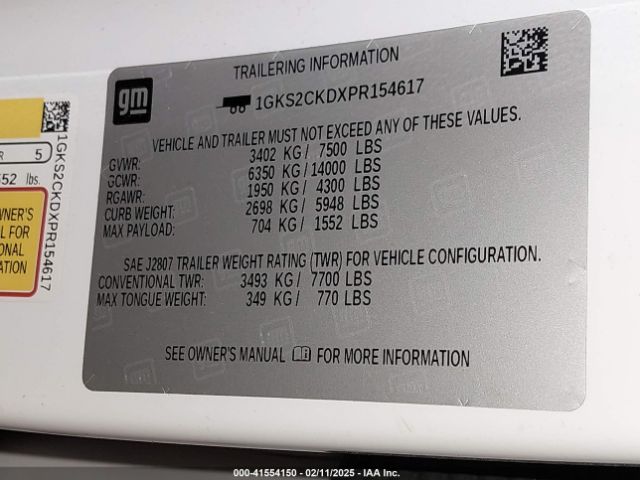 TRAILERING INFORMATION
gm
1GKS2CKDXPR154617
VEHICLE AND TRAILER MUST NOT EXCEED ANY OF THESE VALUES.
GVWR: 3402 KG/ 7500 LBS
GCWR: 6350 KG/14000 LBS
RGAWR: 1950 KG/ 4300 LBS
CURB WEIGHT: 2698 KG/ 5948 LBS
MAX PAYLOAD: 704 KG/ 1552 LBS
SAE J2807 TRAILER WEIGHT RATING (TWR) FOR VEHICLE CONFIGURATION.
CONVENTIONAL TWR: 3493 KG/ 7700 LBS
MAX TONGUE WEIGHT: 349 KG/ 770 LBS
SEE OWNER'S MANUAL FOR MORE INFORMATION
R 5
552 lbs.
OWNER'S
FOR
ONAL
ATION
1GKS2CKDXPR154617
000-41554150 - 02/11/2025 - IAA Inc.